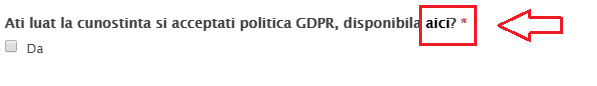 Ati luat la cunostinta si acceptati politica GDPR, disponibila aici? *
Da